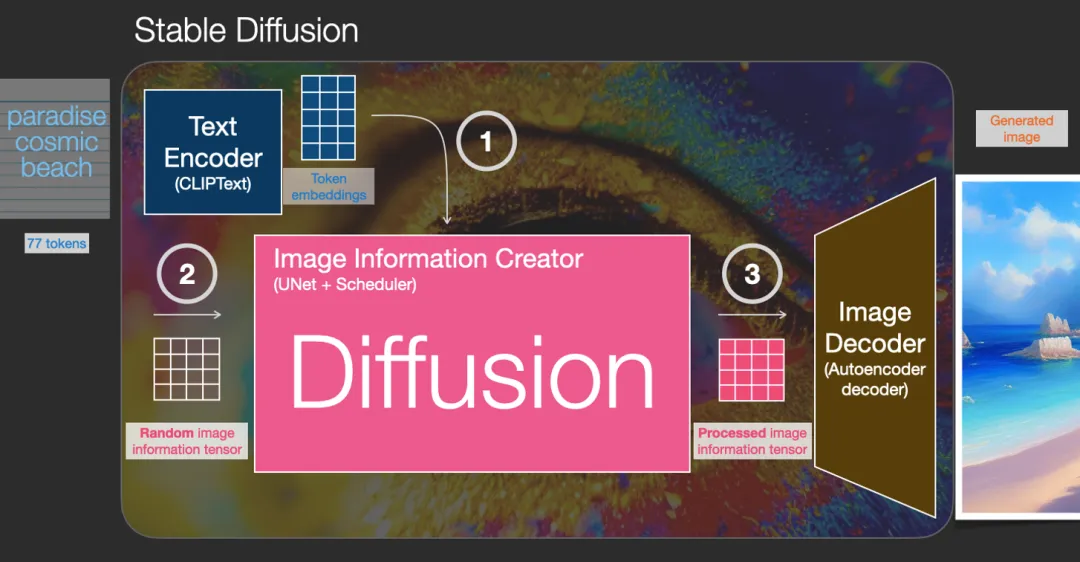 Stable Diffusion
paradise
cosmic
beach
77 tokens
Text
Encoder
(CLIPText)
Token
embeddings
1
2
Random image
information tensor
Image Information Creator
(UNet + Scheduler)
Diffusion
3
Processed image
information tensor
Image
Decoder
(Autoencoder
decoder)
Generated
image